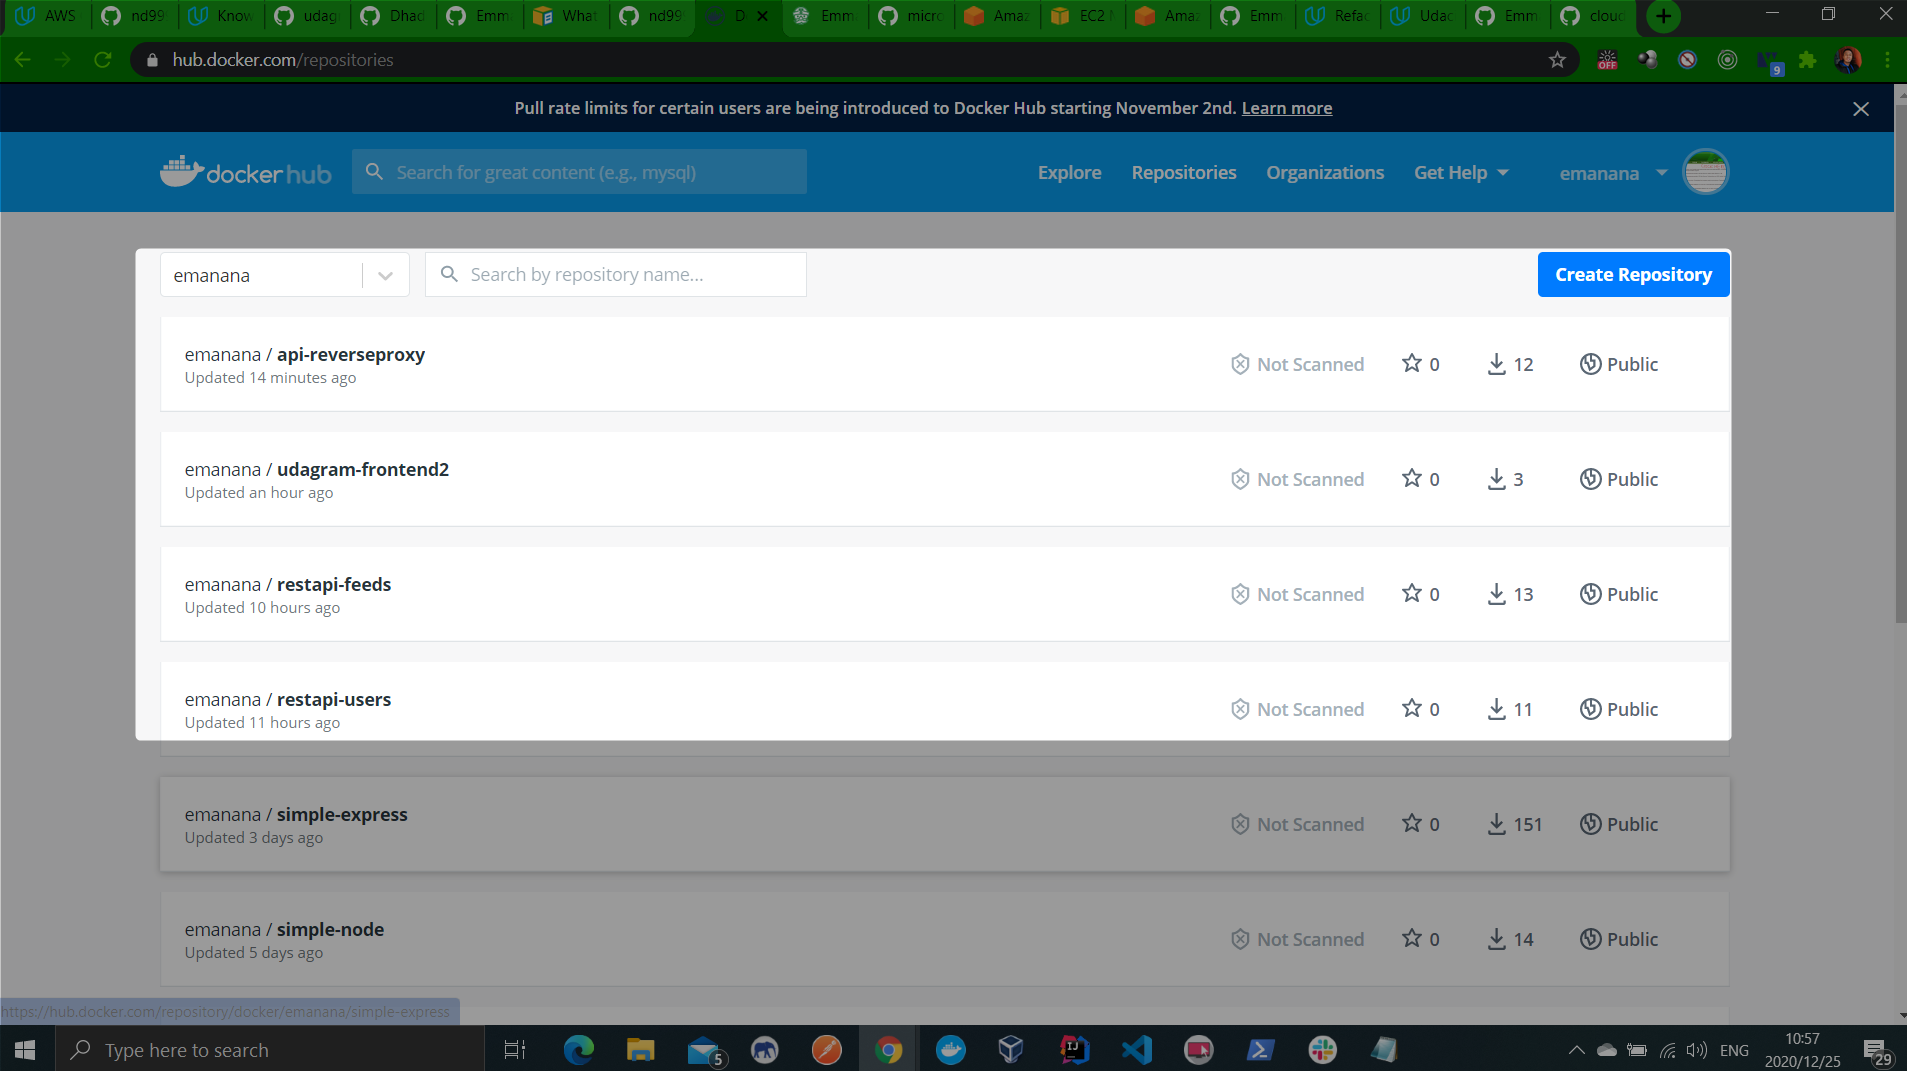 AWS
nd99
Know
udag
Dhad
Emm
What
nd99
D
Emm
micro
Amaz
EC2
Amaz
Emm
Refac
Udac
Emm
cloud
hub.docker.com/repositories
OFF
9
Pull rate limits for certain users are being introduced to Docker Hub starting November 2nd. Learn more
docker hub
Search for great content (e.g., mysql)
Explore
Repositories
Organizations
Get Help
emanana
emanana
Search by repository name...
Create Repository
emanana / api-reverseproxy
Updated 14 minutes ago
Not Scanned
0
12
Public
emanana / udagram-frontend2
Updated an hour ago
Not Scanned
0
3
Public
emanana / restapi-feeds
Updated 10 hours ago
Not Scanned
0
13
Public
emanana / restapi-users
Updated 11 hours ago
Not Scanned
0
11
Public
emanana / simple-express
Updated 3 days ago
Not Scanned
0
151
Public
emanana / simple-node
Updated 5 days ago
Not Scanned
0
14
Public
https://hub.docker.com/repository/docker/emanana/simple-express
Type here to search
5
IJ
ENG
10:57
2020/12/25
29